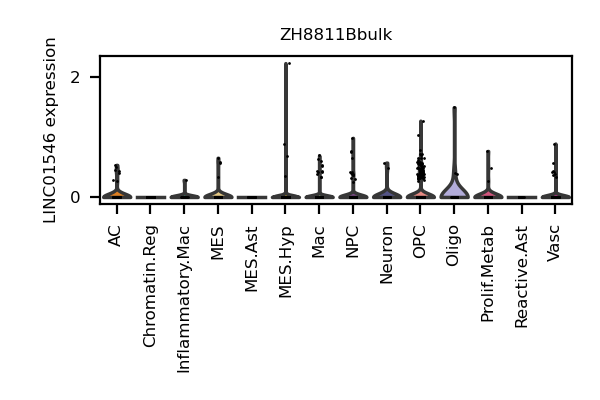 ZH8811Bbulk
LINC01546 expression
2
0
AC
Chromatin.Reg
Inflammatory.Mac
MES
MES.Ast
MES.Hyp
Mac
NPC
Neuron
OPC
Oligo
Prolif.Metab
Reactive.Ast
Vasc